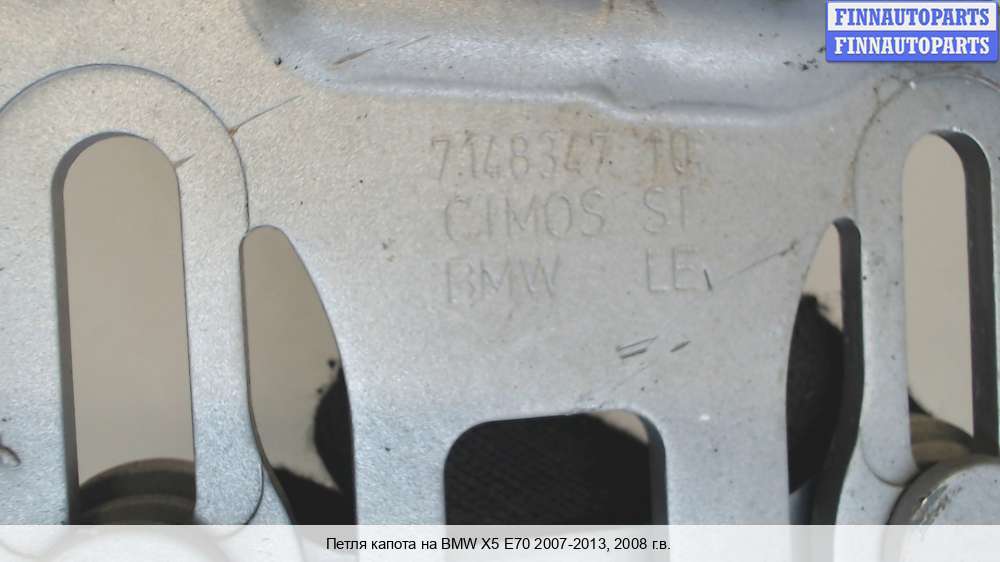 FINNAUTOPARTS
FINNAUTOPARTS
7148347 10
CIMOS SI
BMW LE
Петля капота на BMW X5 E70 2007-2013, 2008 г.в.